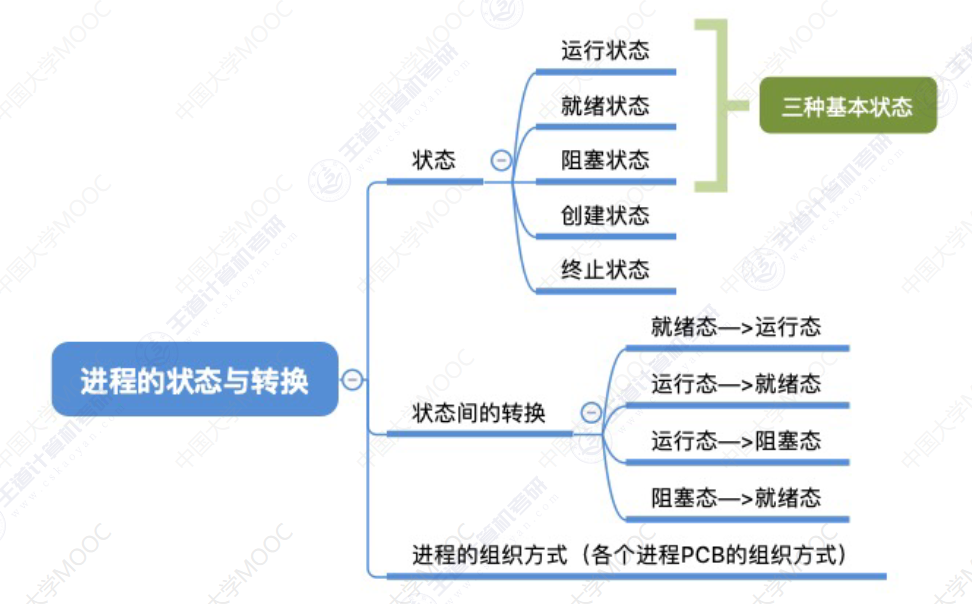 运行状态
就绪状态
三种基本状态
状态
阻塞状态
创建状态
终止状态
就绪态—>运行态
进程的状态与转换
运行态—>就绪态
状态间的转换
运行态—>阻塞态
阻塞态—>就绪态
进程的组织方式（各个进程PCB的组织方式）
中国大学MOOC
王道计算机考研
www.cskaoyan.com